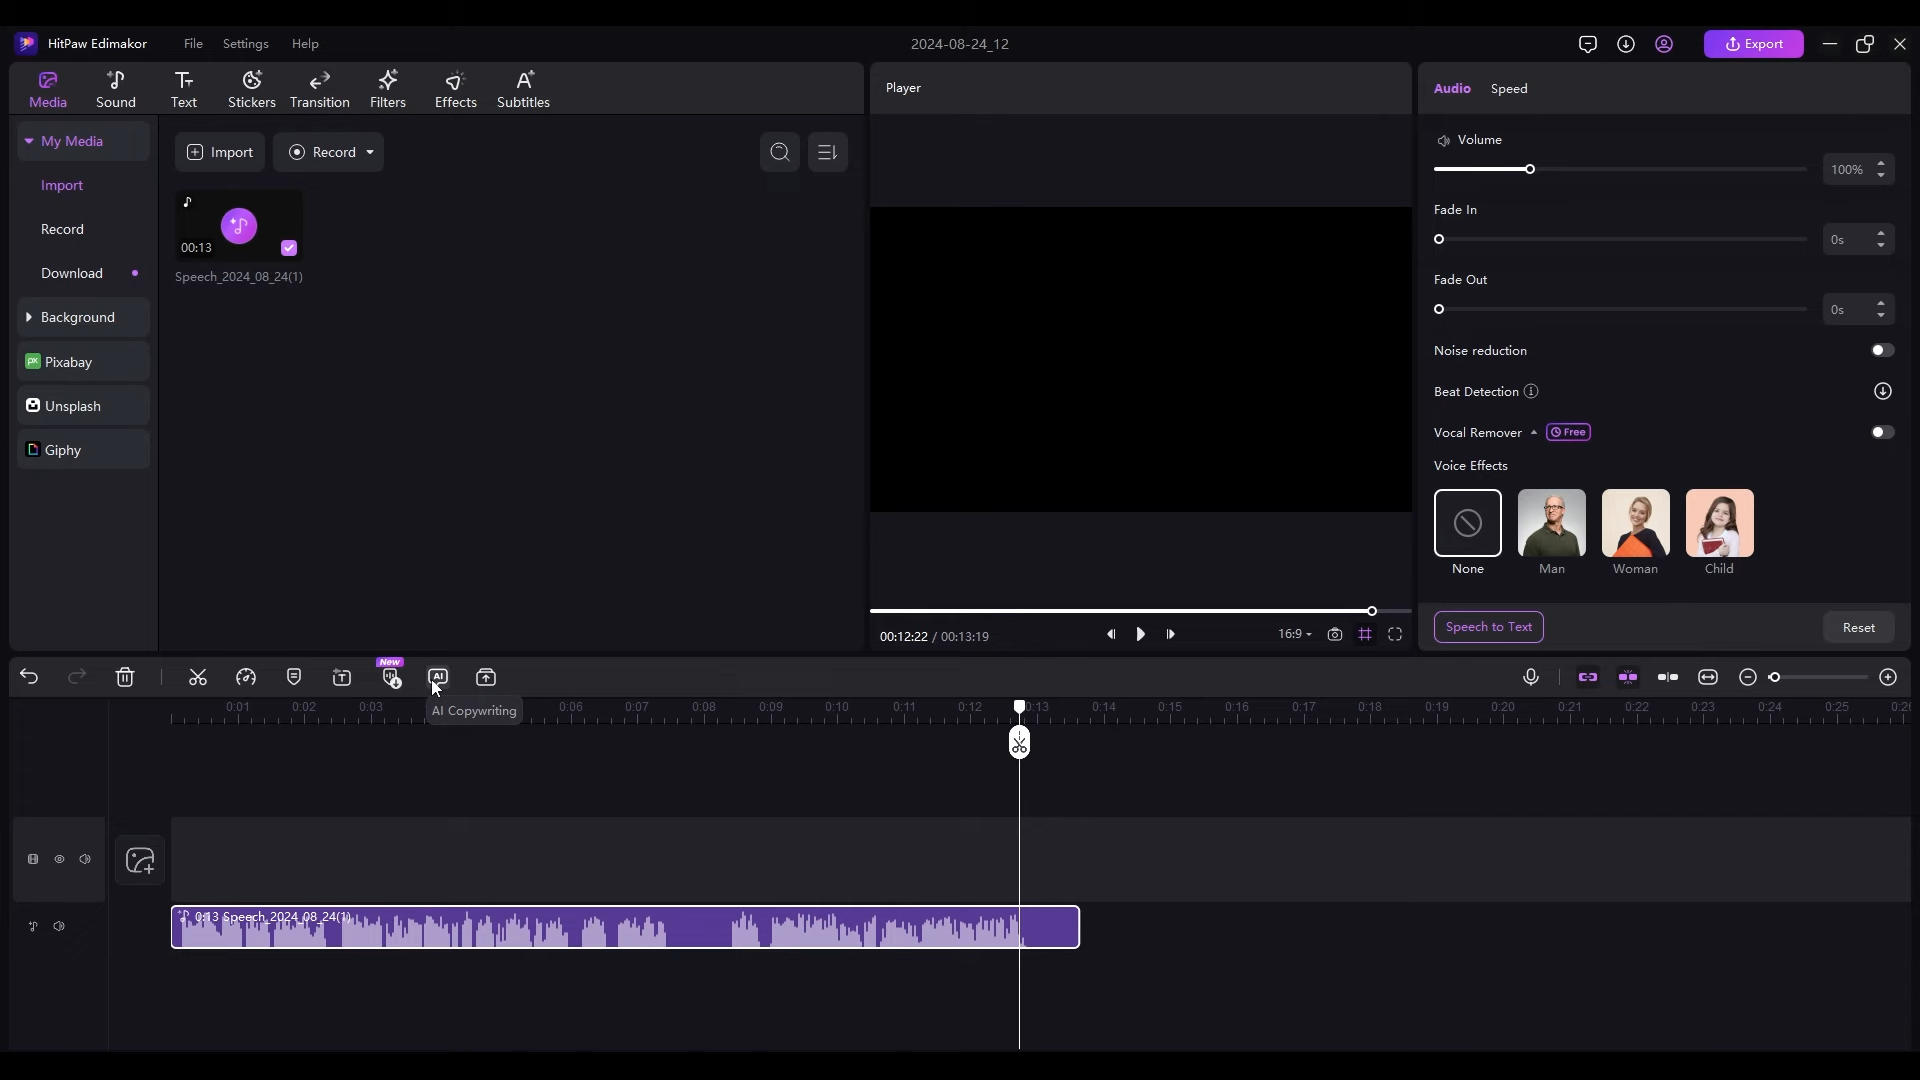 HitPaw Edimakor File Settings Help 2024-08-24_12 Export
Media Sound Text Stickers Transition Filters Effects Subtitles
My Media
Import
Record
Download
Background
px Pixabay
Unsplash
Giphy
Import Record
00:13
Speech_2024_08_24(1)
Player
00:12:22 / 00:13:19 16:9
Audio Speed
Volume
100%
Fade In
0s
Fade Out
0s
Noise reduction
Beat Detection
Vocal Remover Free
Voice Effects
None Man Woman Child
Speech to Text Reset
New
AI
AI Copywriting
0:01 0:02 0:03 0:06 0:07 0:08 0:09 0:10 0:11 0:12 0:13 0:14 0:15 0:16 0:17 0:18 0:19 0:20 0:21 0:22 0:23 0:24 0:25
0:13 Speech_2024_08_24(1)